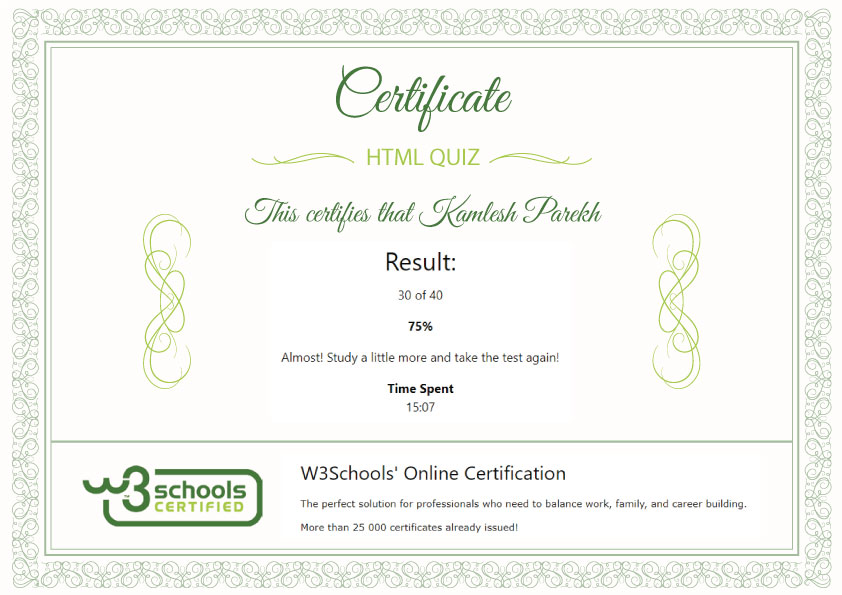 Certificate
HTML QUIZ
This certifies that Kamlesh Parekh
Result:
30 of 40
75%
Almost! Study a little more and take the test again!
Time Spent
15:07
w3schools
CERTIFIED
W3Schools' Online Certification
The perfect solution for professionals who need to balance work, family, and career building.
More than 25 000 certificates already issued!